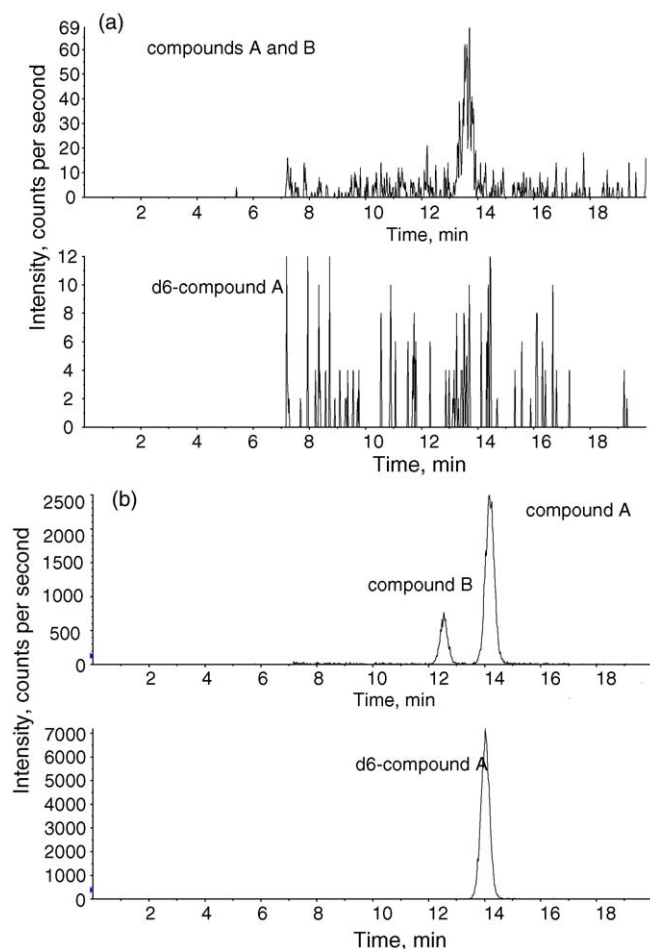 (a)
compounds A and B
69
60
50
40
30
20
10
0
2 4 6 8 10 12 14 16 18
Time, min
Intensity, counts per second
d6-compound A
12
10
8
6
4
2
0
2 4 6 8 10 12 14 16 18
Time, min
(b)
compound A
compound B
2500
2000
1500
1000
500
0
2 4 6 8 10 12 14 16 18
Time, min
Intensity, counts per second
d6-compound A
7000
6000
5000
4000
3000
2000
1000
0
2 4 6 8 10 12 14 16 18
Time, min